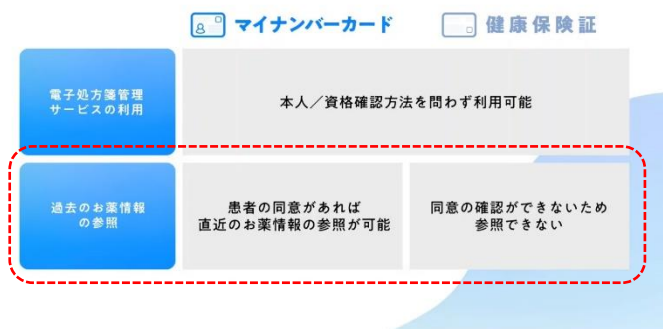 マイナンバーカード
健康保険証
電子処方箋管理
サービスの利用
本人／資格確認方法を問わず利用可能
過去のお薬情報
の参照
患者の同意があれば
直近のお薬情報の参照が可能
同意の確認ができないため
参照できない